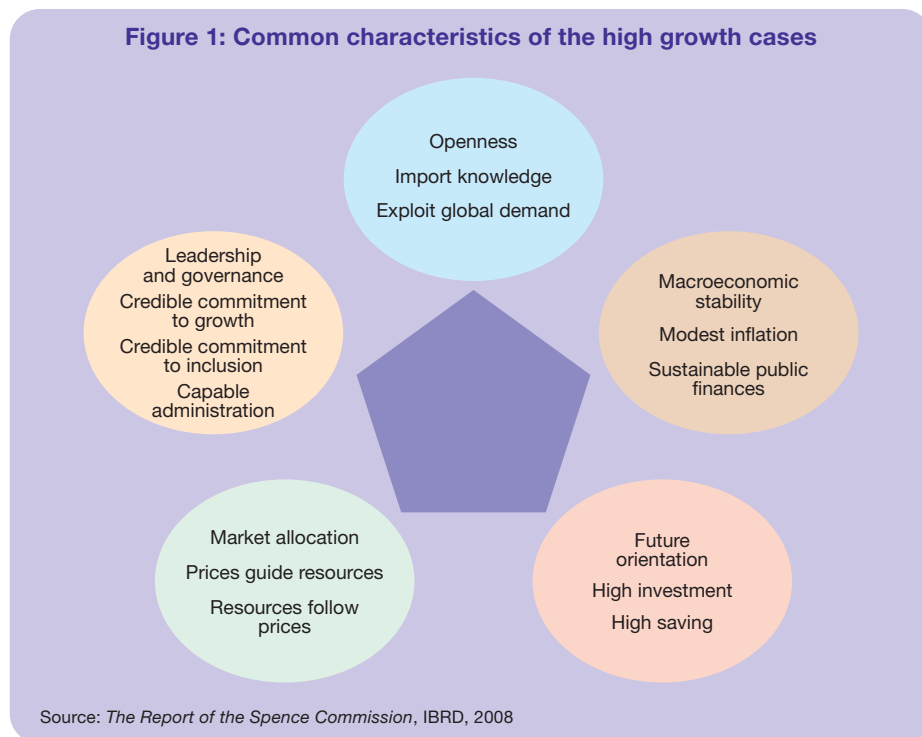 Figure 1: Common characteristics of the high growth cases
Openness
Import knowledge
Exploit global demand
Leadership
and governance
Credible commitment
to growth
Credible commitment
to inclusion
Capable
administration
Macroeconomic
stability
Modest inflation
Sustainable public
finances
Market allocation
Prices guide resources
Resources follow
prices
Future
orientation
High investment
High saving
Source: The Report of the Spence Commission, IBRD, 2008